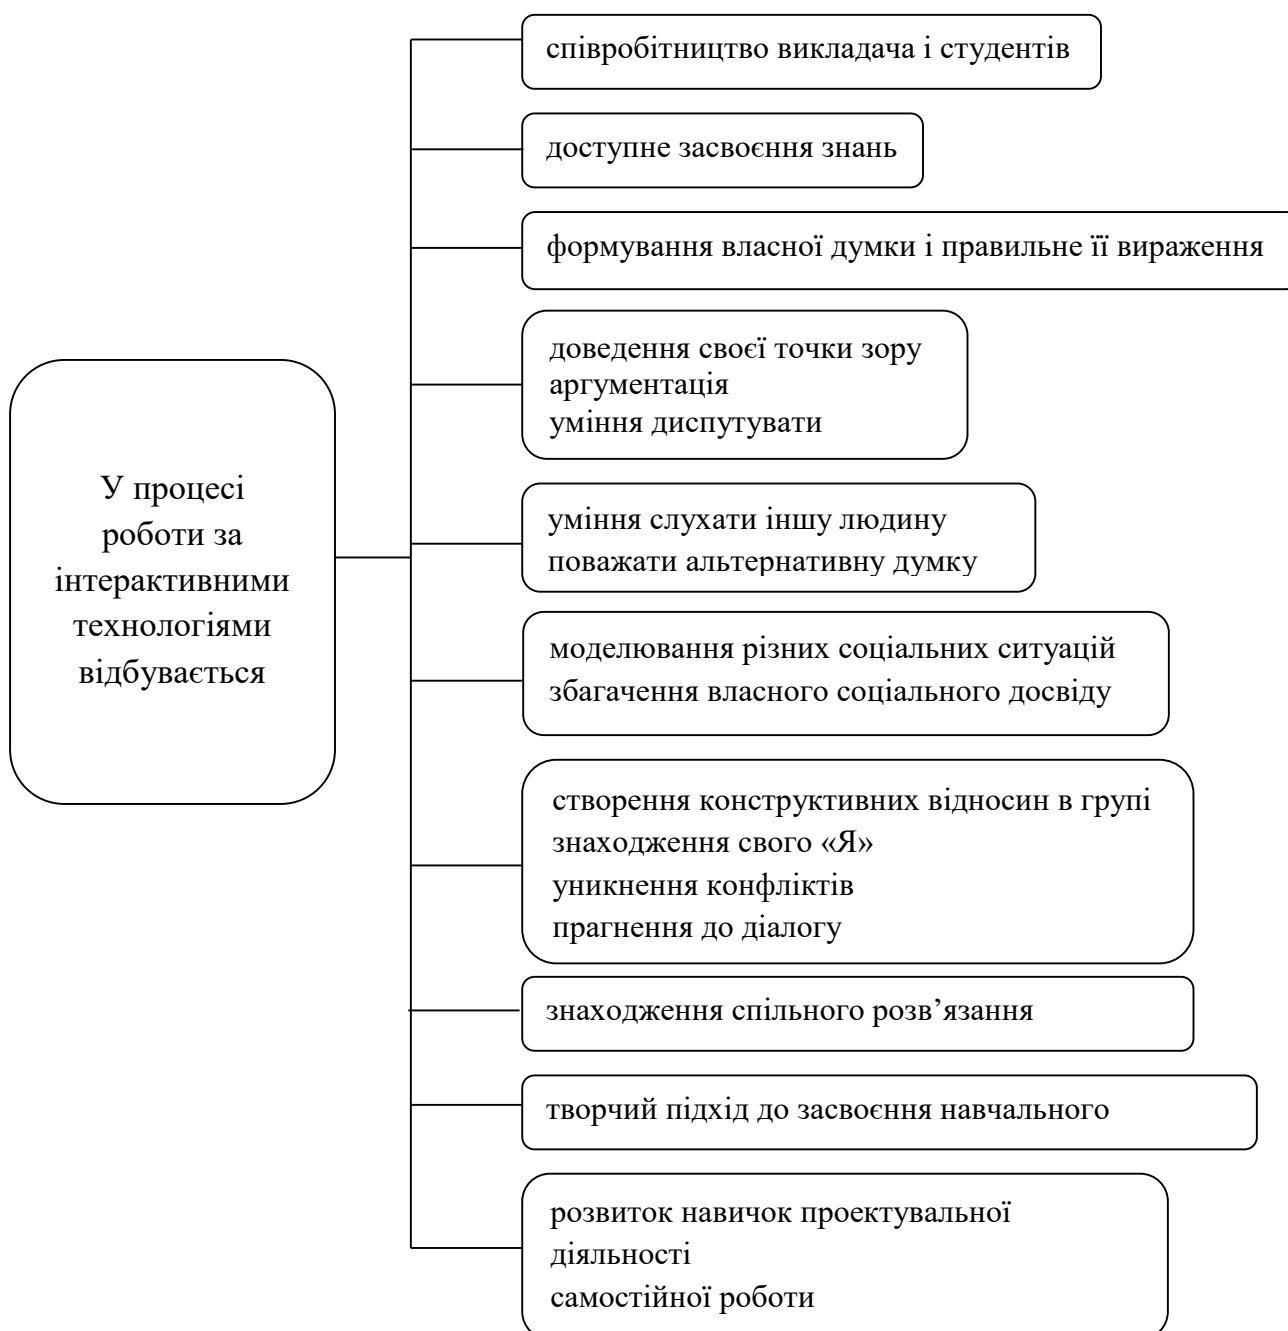 співробітництво викладача і студентів
доступне засвоєння знань
формування власної думки і правильне її вираження
доведення своєї точки зору
аргументація
уміння диспутувати
У процесі
роботи за
інтерактивними
технологіями
відбувається
уміння слухати іншу людину
поважати альтернативну думку
моделювання різних соціальних ситуацій
збагачення власного соціального досвіду
створення конструктивних відносин в групі
знаходження свого «Я»
уникнення конфліктів
прагнення до діалогу
знаходження спільного розв’язання
творчий підхід до засвоєння навчального
розвиток навичок проектувальної
діяльності
самостійної роботи